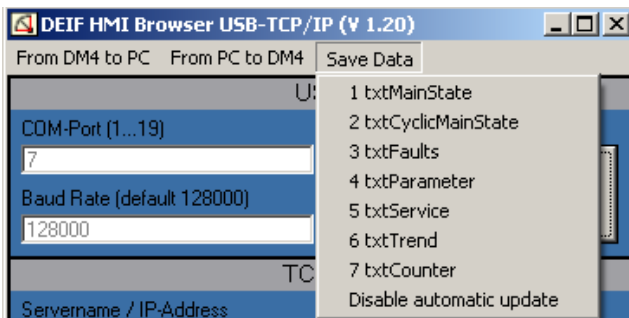 DEIF HMI Browser USB-TCP/IP (V 1.20)
From DM4 to PC From PC to DM4 Save Data
1 txtMainState
2 txtCyclicMainState
3 txtFaults
4 txtParameter
5 txtService
6 txtTrend
7 txtCounter
Disable automatic update
COM-Port (1...19)
7
Baud Rate (default 128000)
128000
Servername / IP-Address